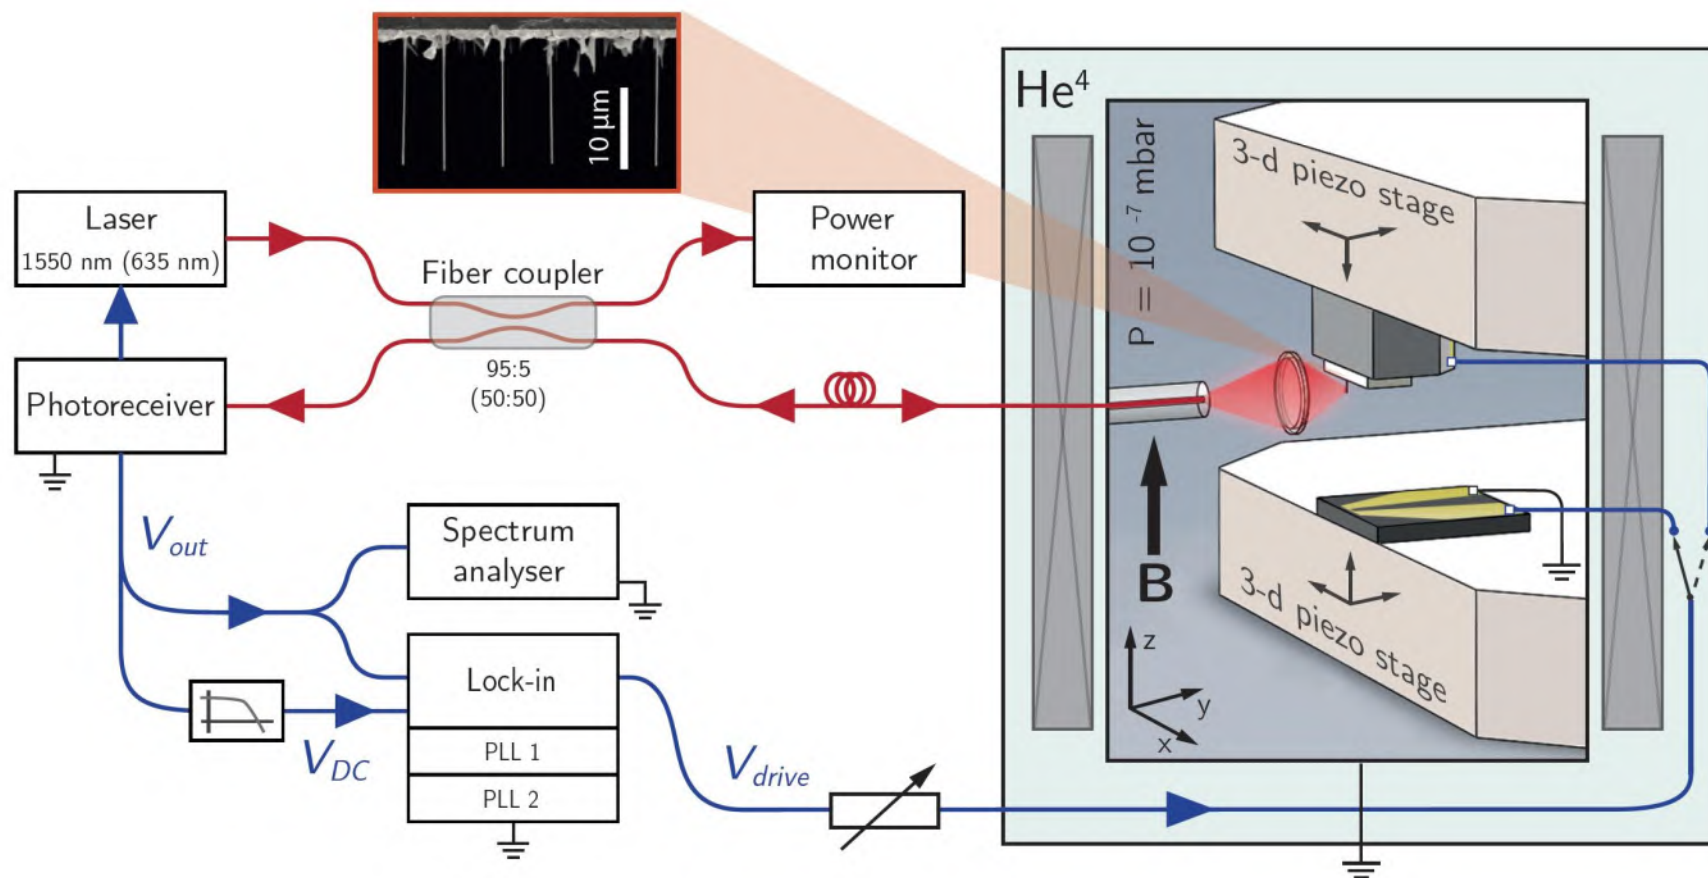 10 µm
He⁴
P = 10⁻⁷ mbar
3-d piezo stage
Laser
1550 nm (635 nm)
Power
monitor
Fiber coupler
95:5
(50:50)
Photoreceiver
V_out
Spectrum
analyser
Lock-in
PLL 1
PLL 2
V_DC
V_drive
B
z
y
x
3-d piezo stage